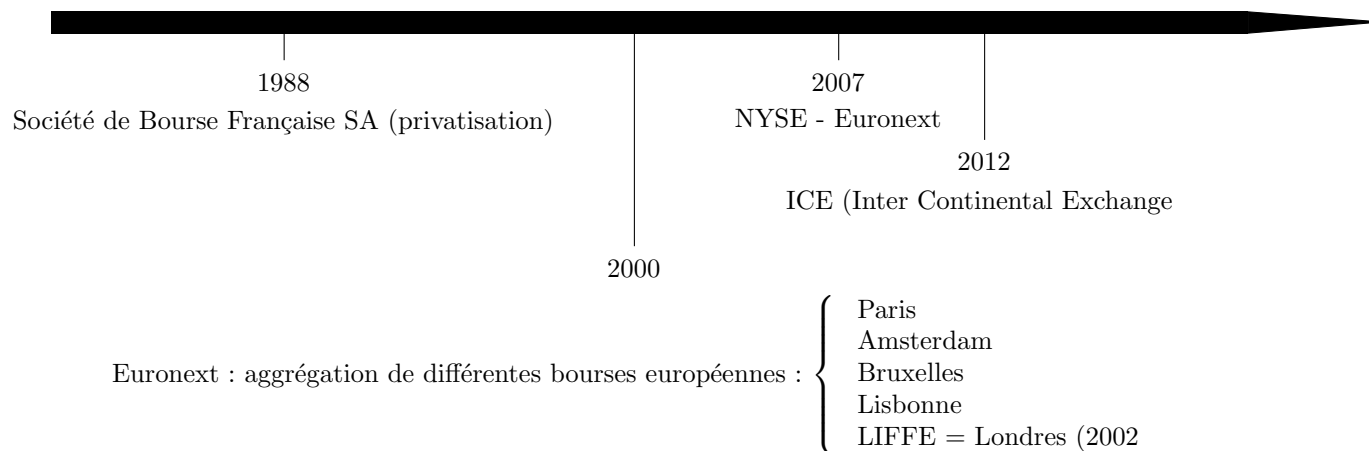 1988
Société de Bourse Française SA (privatisation)
2007
NYSE - Euronext
2012
ICE (Inter Continental Exchange
2000
Euronext : aggrégation de différentes bourses européennes :
Paris
Amsterdam
Bruxelles
Lisbonne
LIFFE = Londres (2002